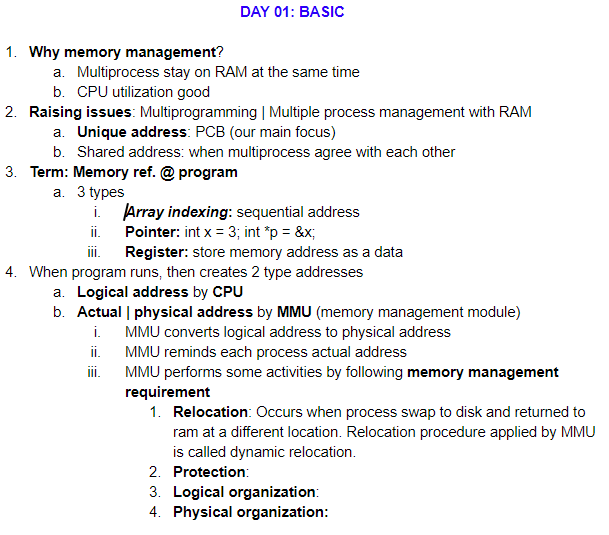 DAY 01: BASIC
1. Why memory management?
a. Multiprocess stay on RAM at the same time
b. CPU utilization good
2. Raising issues: Multiprogramming | Multiple process management with RAM
a. Unique address: PCB (our main focus)
b. Shared address: when multiprocess agree with each other
3. Term: Memory ref. @ program
a. 3 types
i. Array indexing: sequential address
ii. Pointer: int x = 3; int *p = &x;
iii. Register: store memory address as a data
4. When program runs, then creates 2 type addresses
a. Logical address by CPU
b. Actual | physical address by MMU (memory management module)
i. MMU converts logical address to physical address
ii. MMU reminds each process actual address
iii. MMU performs some activities by following memory management
requirement
1. Relocation: Occurs when process swap to disk and returned to
ram at a different location. Relocation procedure applied by MMU
is called dynamic relocation.
2. Protection:
3. Logical organization:
4. Physical organization: